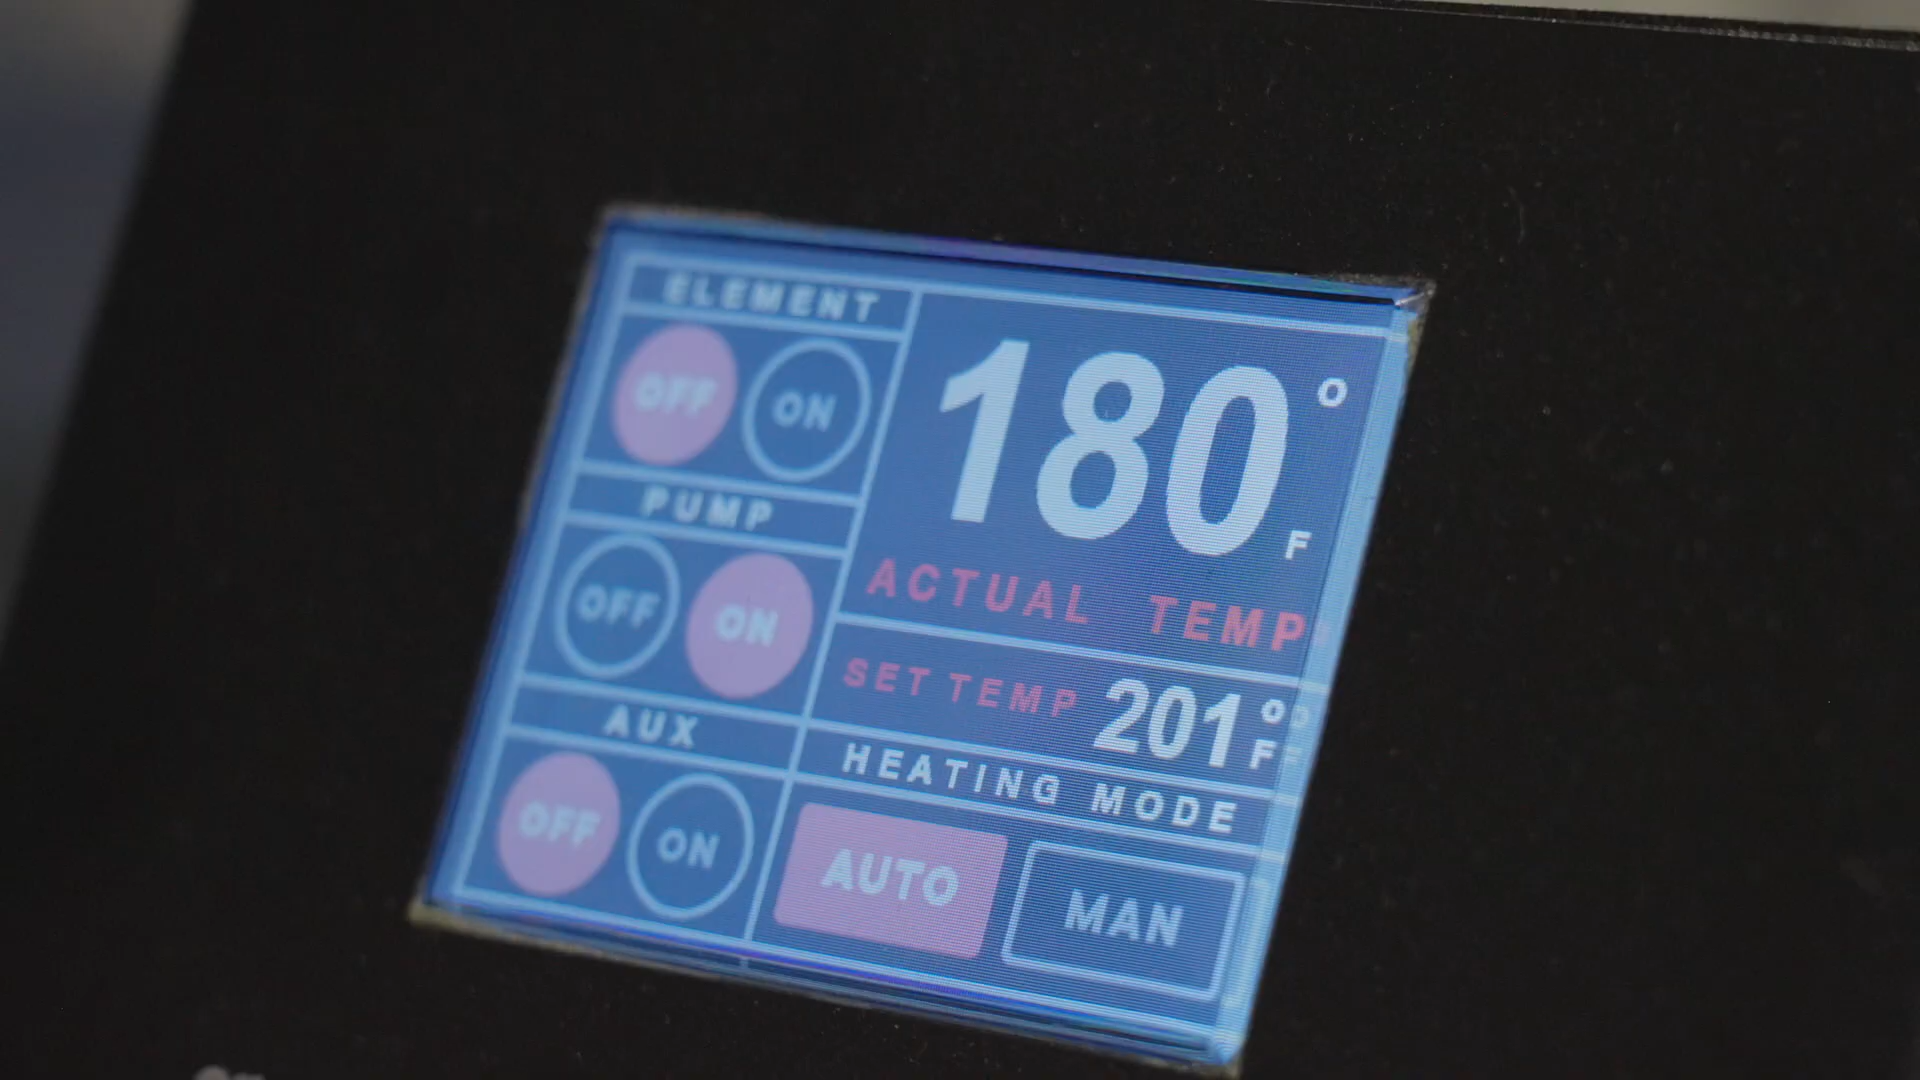 ELEMENT
OFF ON
PUMP
OFF ON
AUX
OFF ON
180°
F
ACTUAL TEMP
SET TEMP 201°F
HEATING MODE
AUTO MAN